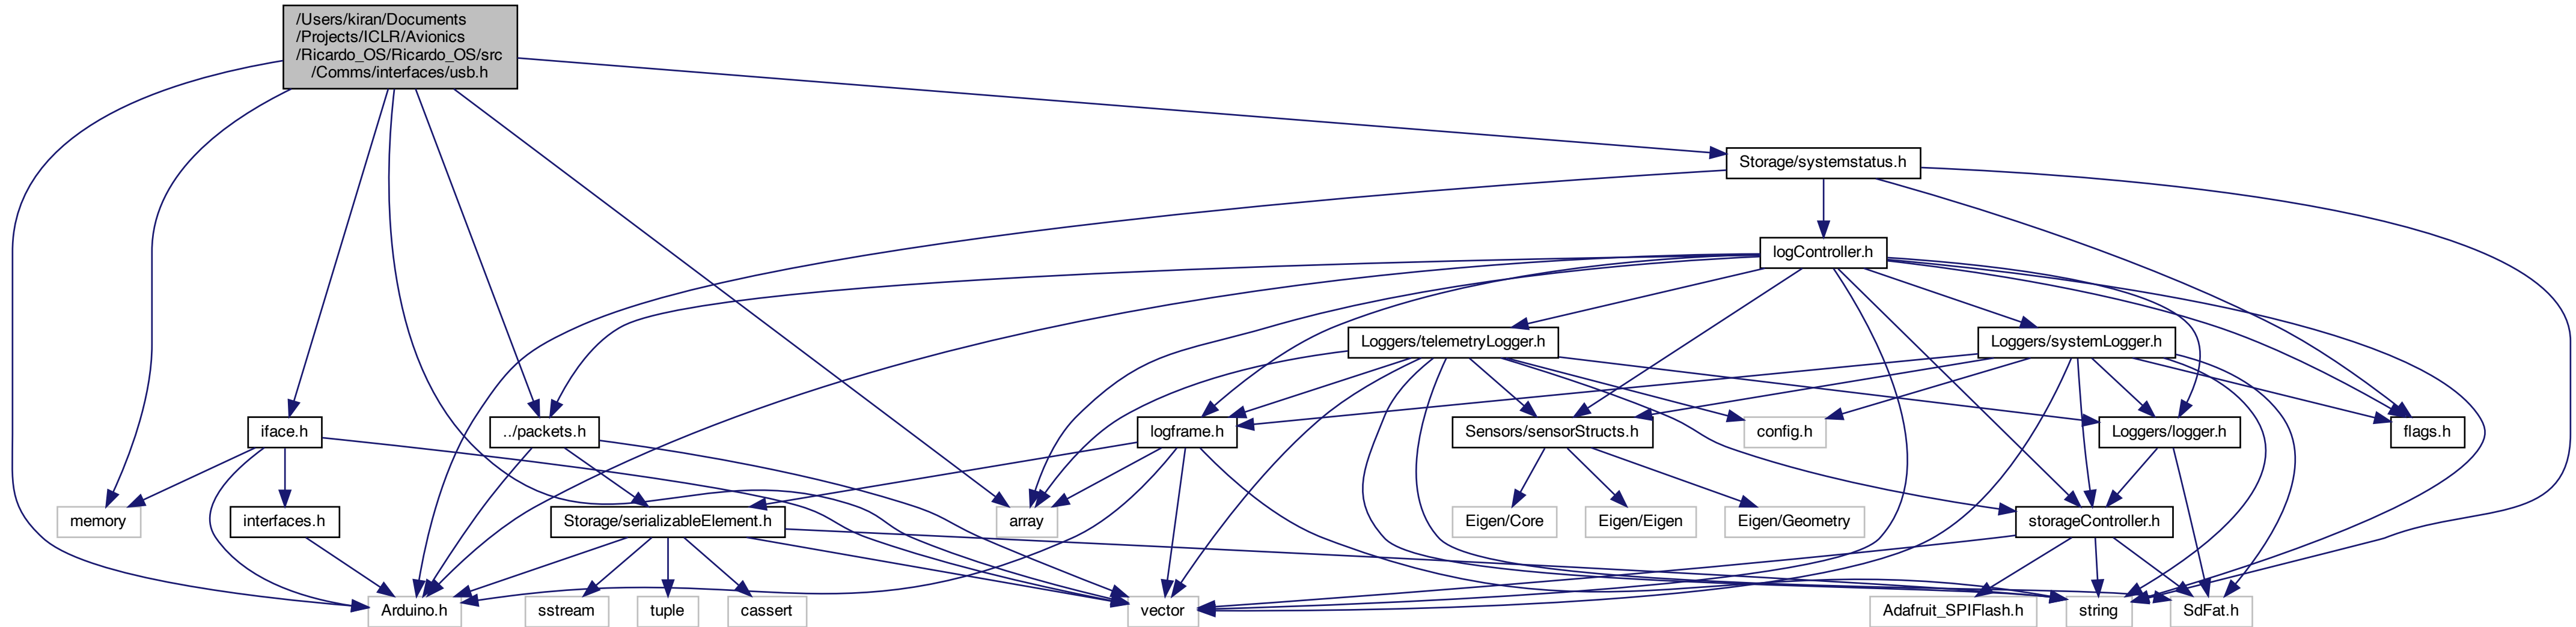 /Users/kiran/Documents
/Projects/ICLR/Avionics
/Ricardo_OS/Ricardo_OS/src
/Comms/interfaces/usb.h
Storage/systemstatus.h
logController.h
Loggers/telemetryLogger.h
Loggers/systemLogger.h
iface.h
../packets.h
logframe.h
Sensors/sensorStructs.h
config.h
Loggers/logger.h
flags.h
memory
interfaces.h
Storage/serializableElement.h
array
Eigen/Core
Eigen/Eigen
Eigen/Geometry
storageController.h
Arduino.h
sstream
tuple
cassert
vector
Adafruit_SPIFlash.h
string
SdFat.h